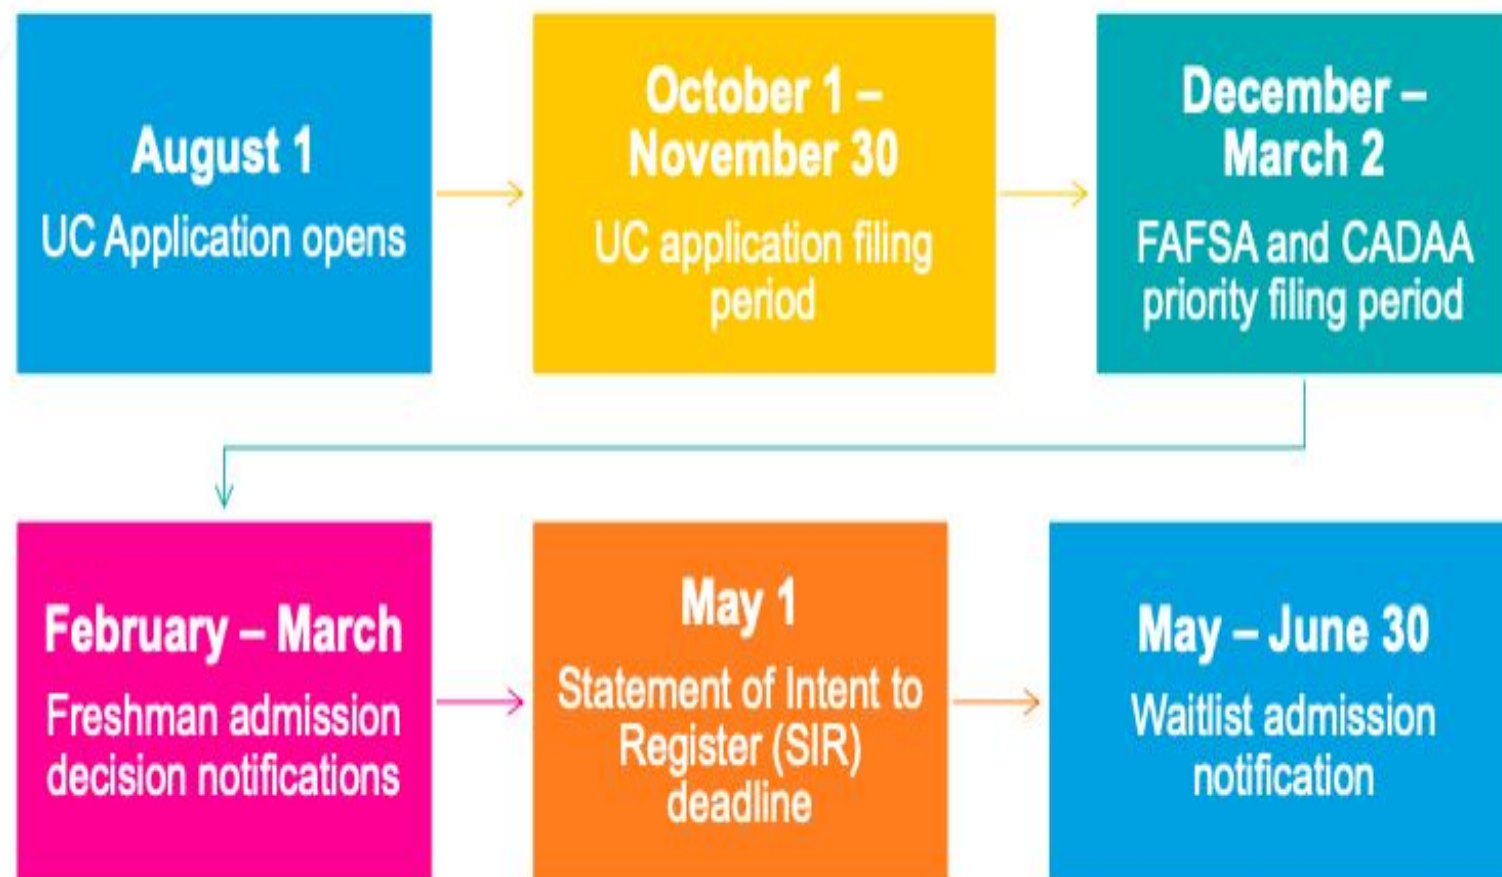 August 1
UC Application opens
October 1 –
November 30
UC application filing
period
December –
March 2
FAFSA and CADAA
priority filing period
February – March
Freshman admission
decision notifications
May 1
Statement of Intent to
Register (SIR)
deadline
May – June 30
Waitlist admission
notification